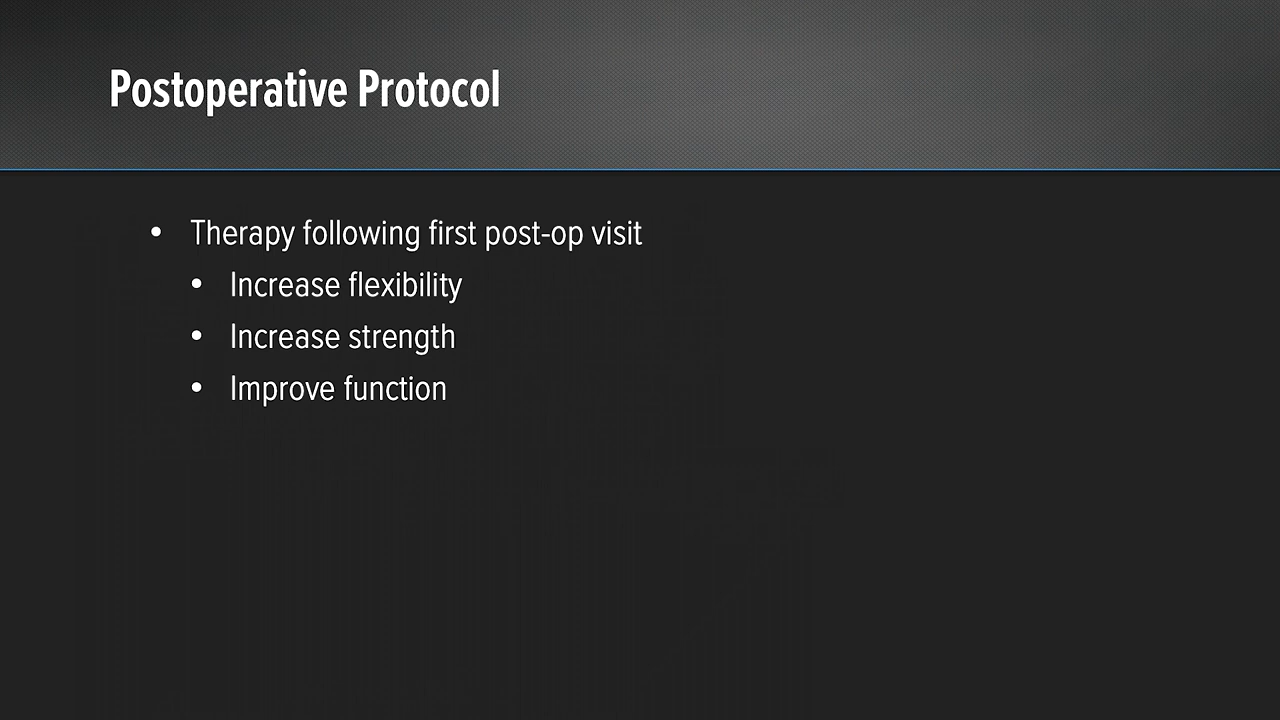 Postoperative Protocol
• Therapy following first post-op visit
• Increase flexibility
• Increase strength
• Improve function